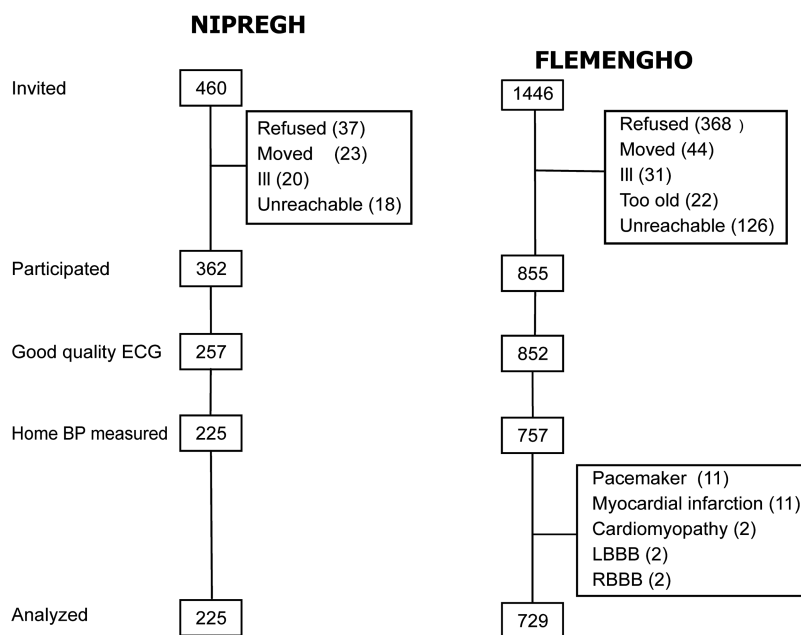 NIPREGH
FLEMENGHO
Invited
460
1446
Refused (37)
Moved (23)
Ill (20)
Unreachable (18)
Refused (368 )
Moved (44)
Ill (31)
Too old (22)
Unreachable (126)
Participated
362
855
Good quality ECG
257
852
Home BP measured
225
757
Pacemaker (11)
Myocardial infarction (11)
Cardiomyopathy (2)
LBBB (2)
RBBB (2)
Analyzed
225
729